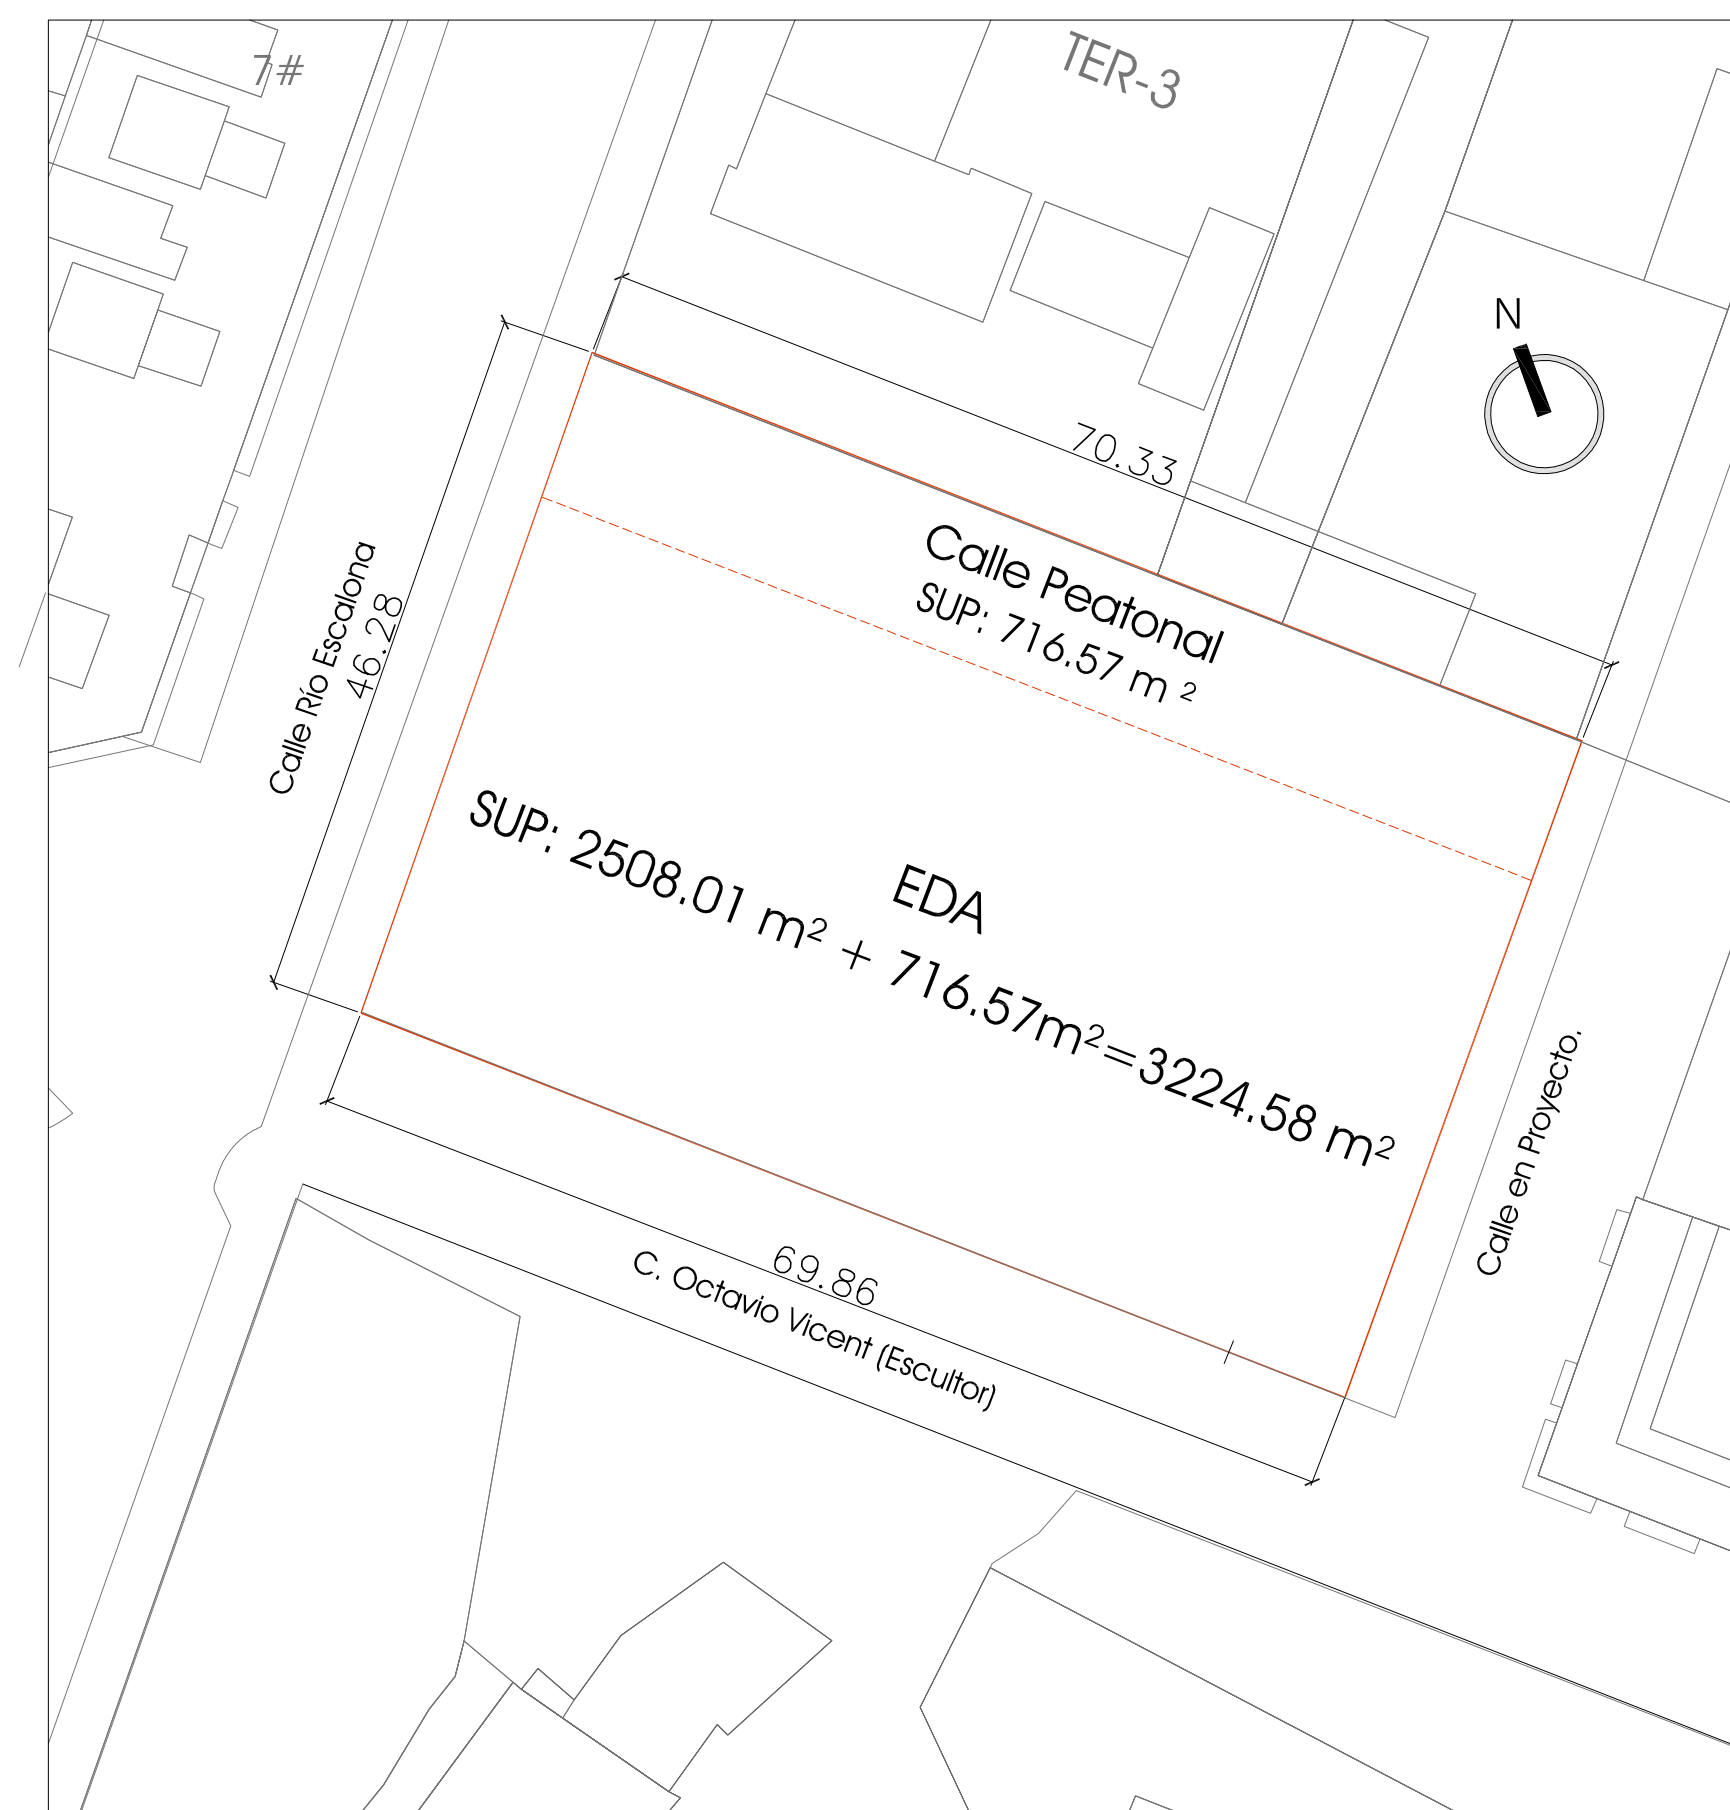 7#
TER-3
N
70.33
Calle Peatonal
SUP: 716.57 m ²
Calle Río Escalona
46.28
EDA
SUP: 2508.01 m² + 716.57m²=3224.58 m²
Calle en Proyecto.
69.86
C. Octavio Vicent (Escultor)